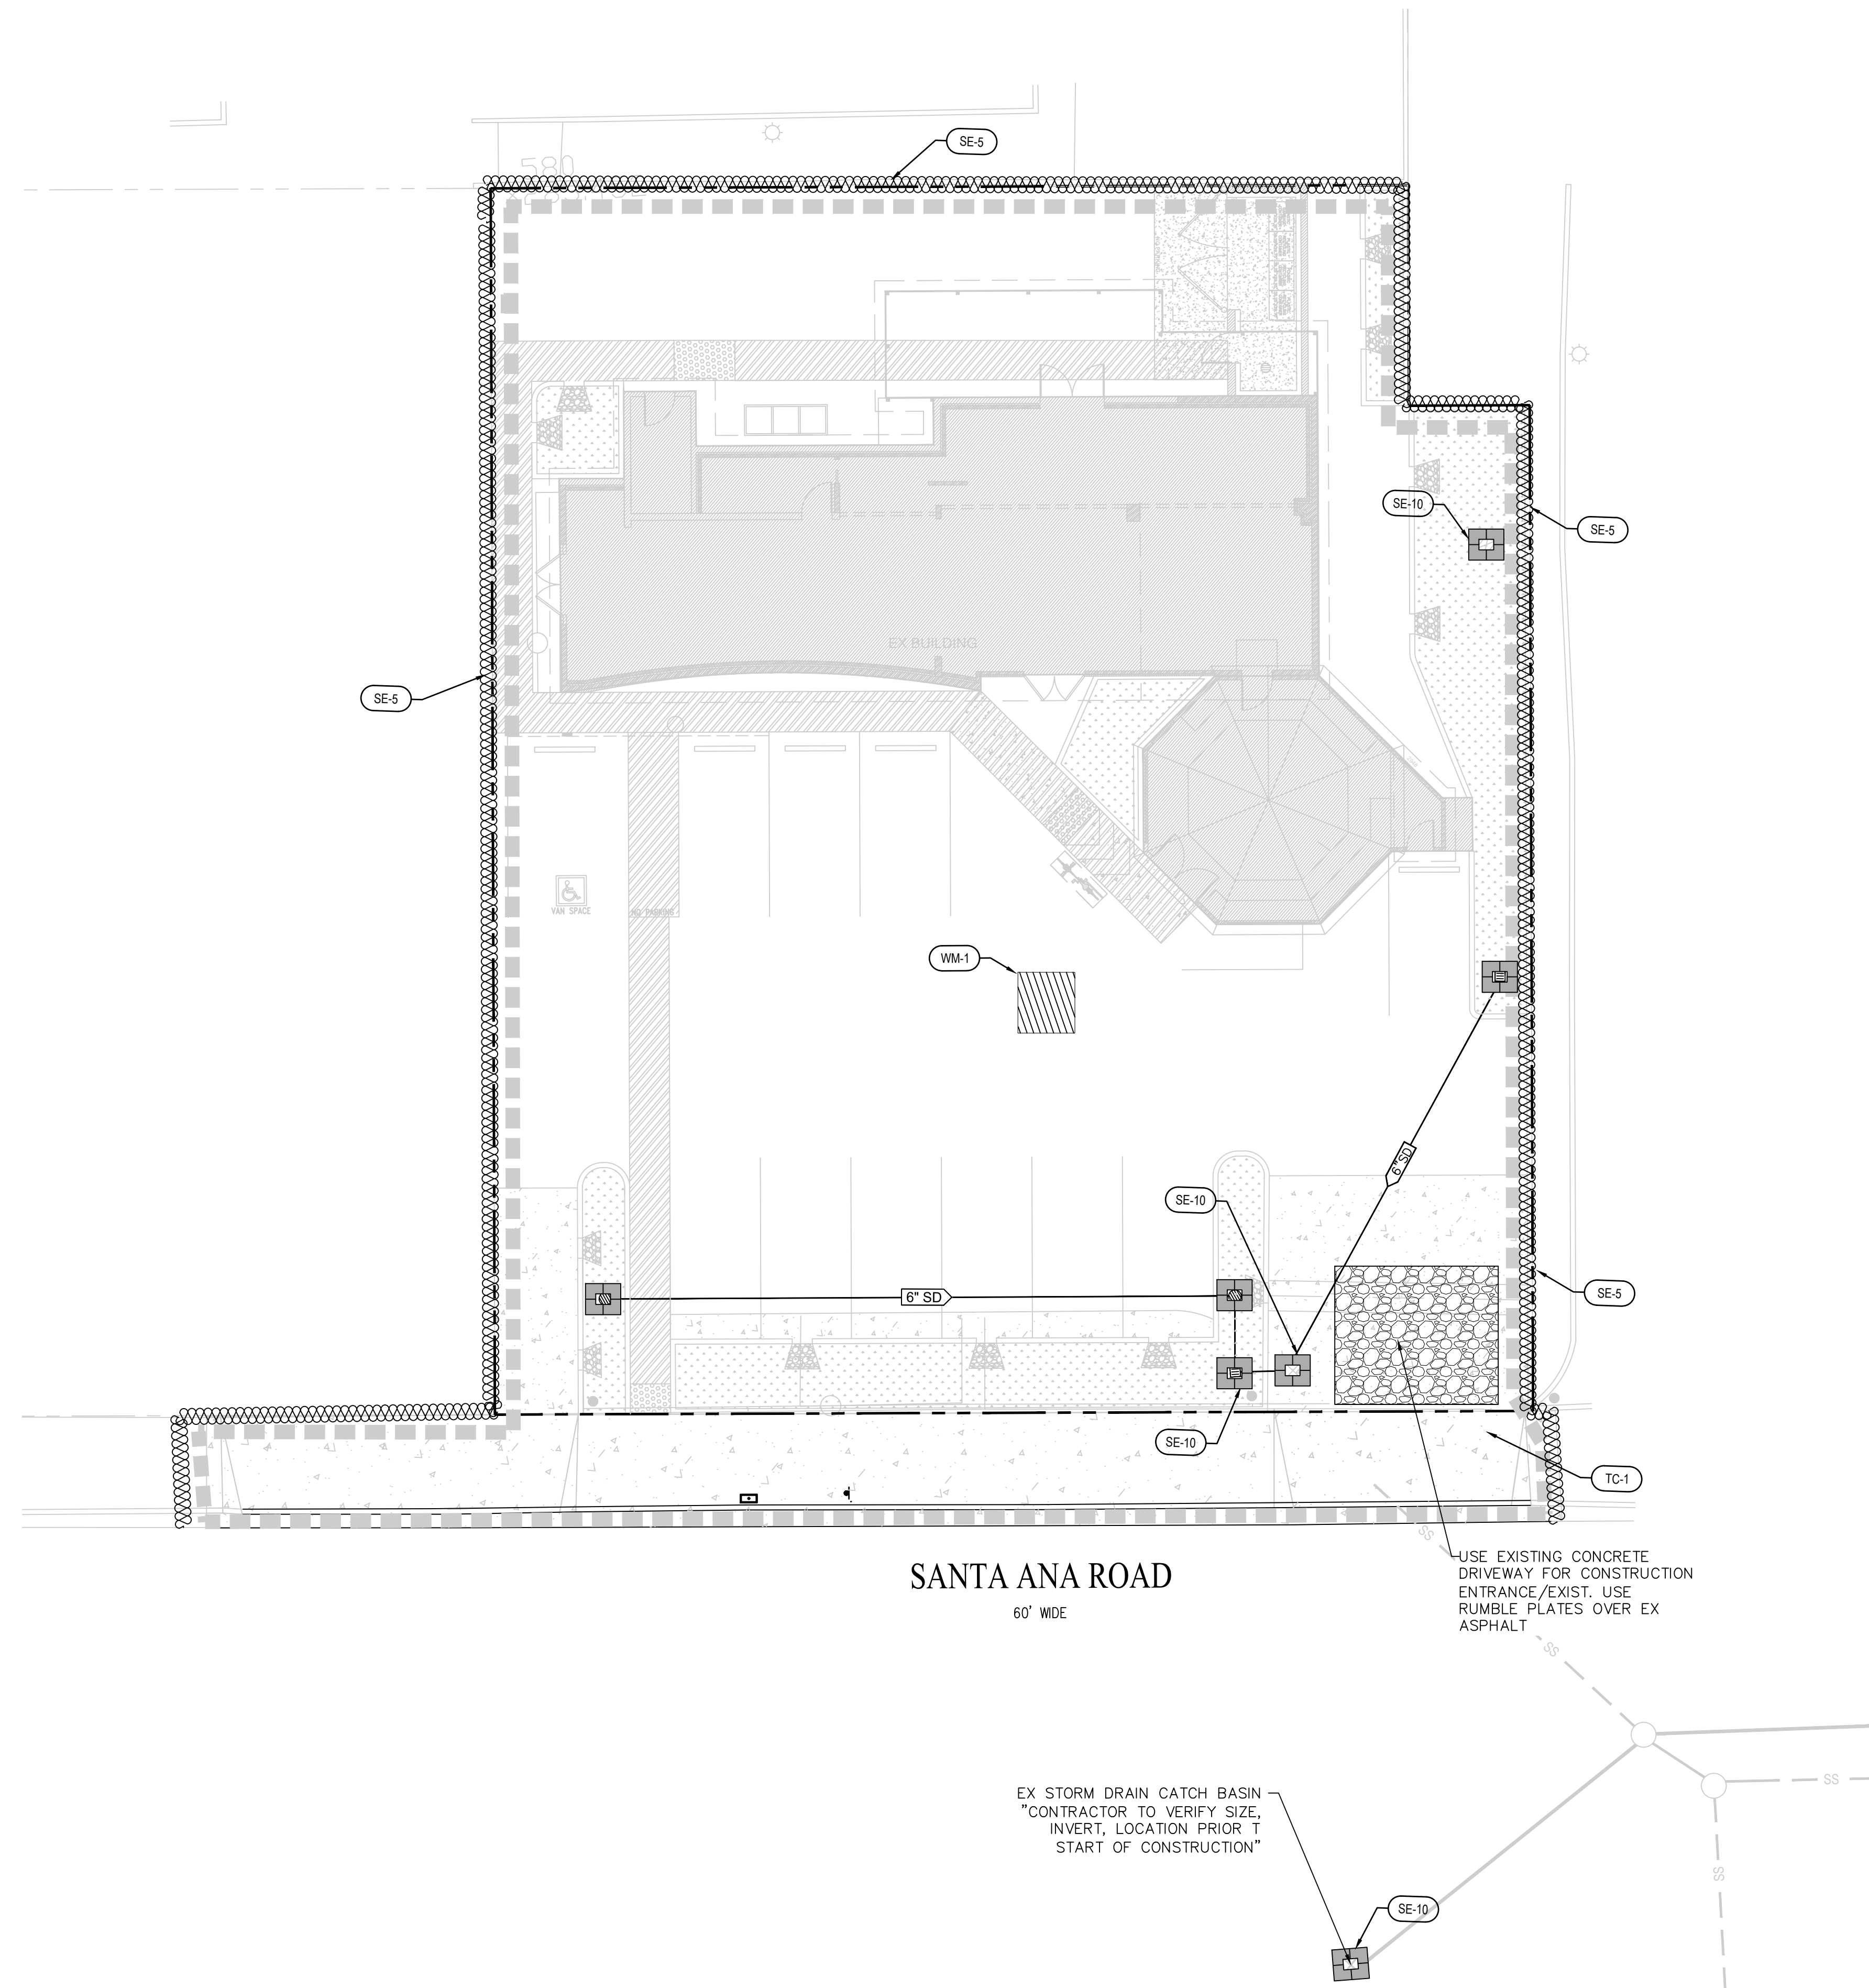 SE-5
SE-10
SE-5
EX BUILDING
SE-5
VAN SPACE
NO PARKING
WM-1
6" SD
SE-10
6" SD
SE-5
SE-10
TC-1
SS
SANTA ANA ROAD
60' WIDE
USE EXISTING CONCRETE
DRIVEWAY FOR CONSTRUCTION
ENTRANCE/EXIST. USE
RUMBLE PLATES OVER EX
ASPHALT
SS
SS
EX STORM DRAIN CATCH BASIN
"CONTRACTOR TO VERIFY SIZE,
INVERT, LOCATION PRIOR T
START OF CONSTRUCTION"
SS
SE-10